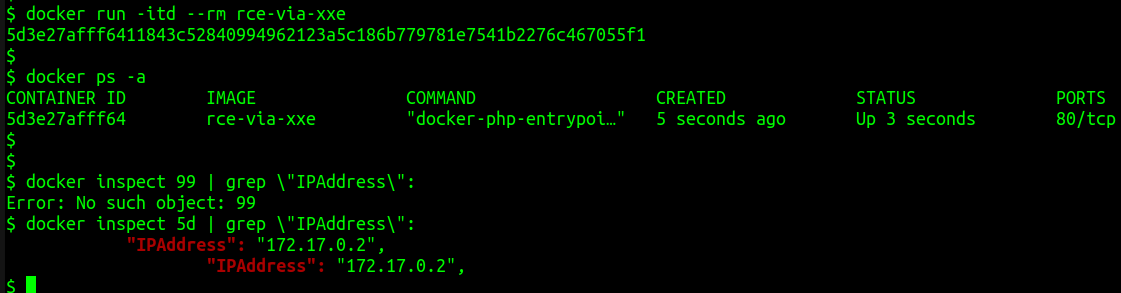 $ docker run -itd --rm rce-via-xxe
5d3e27afff6411843c52840994962123a5c186b779781e7541b2276c467055f1
$
$ docker ps -a
CONTAINER ID        IMAGE               COMMAND                  CREATED             STATUS              PORTS
5d3e27afff64        rce-via-xxe         "docker-php-entrypoi…"   5 seconds ago       Up 3 seconds        80/tcp
$
$
$ docker inspect 99 | grep \"IPAddress\":
Error: No such object: 99
$ docker inspect 5d | grep \"IPAddress\":
            "IPAddress": "172.17.0.2",
                    "IPAddress": "172.17.0.2",
$